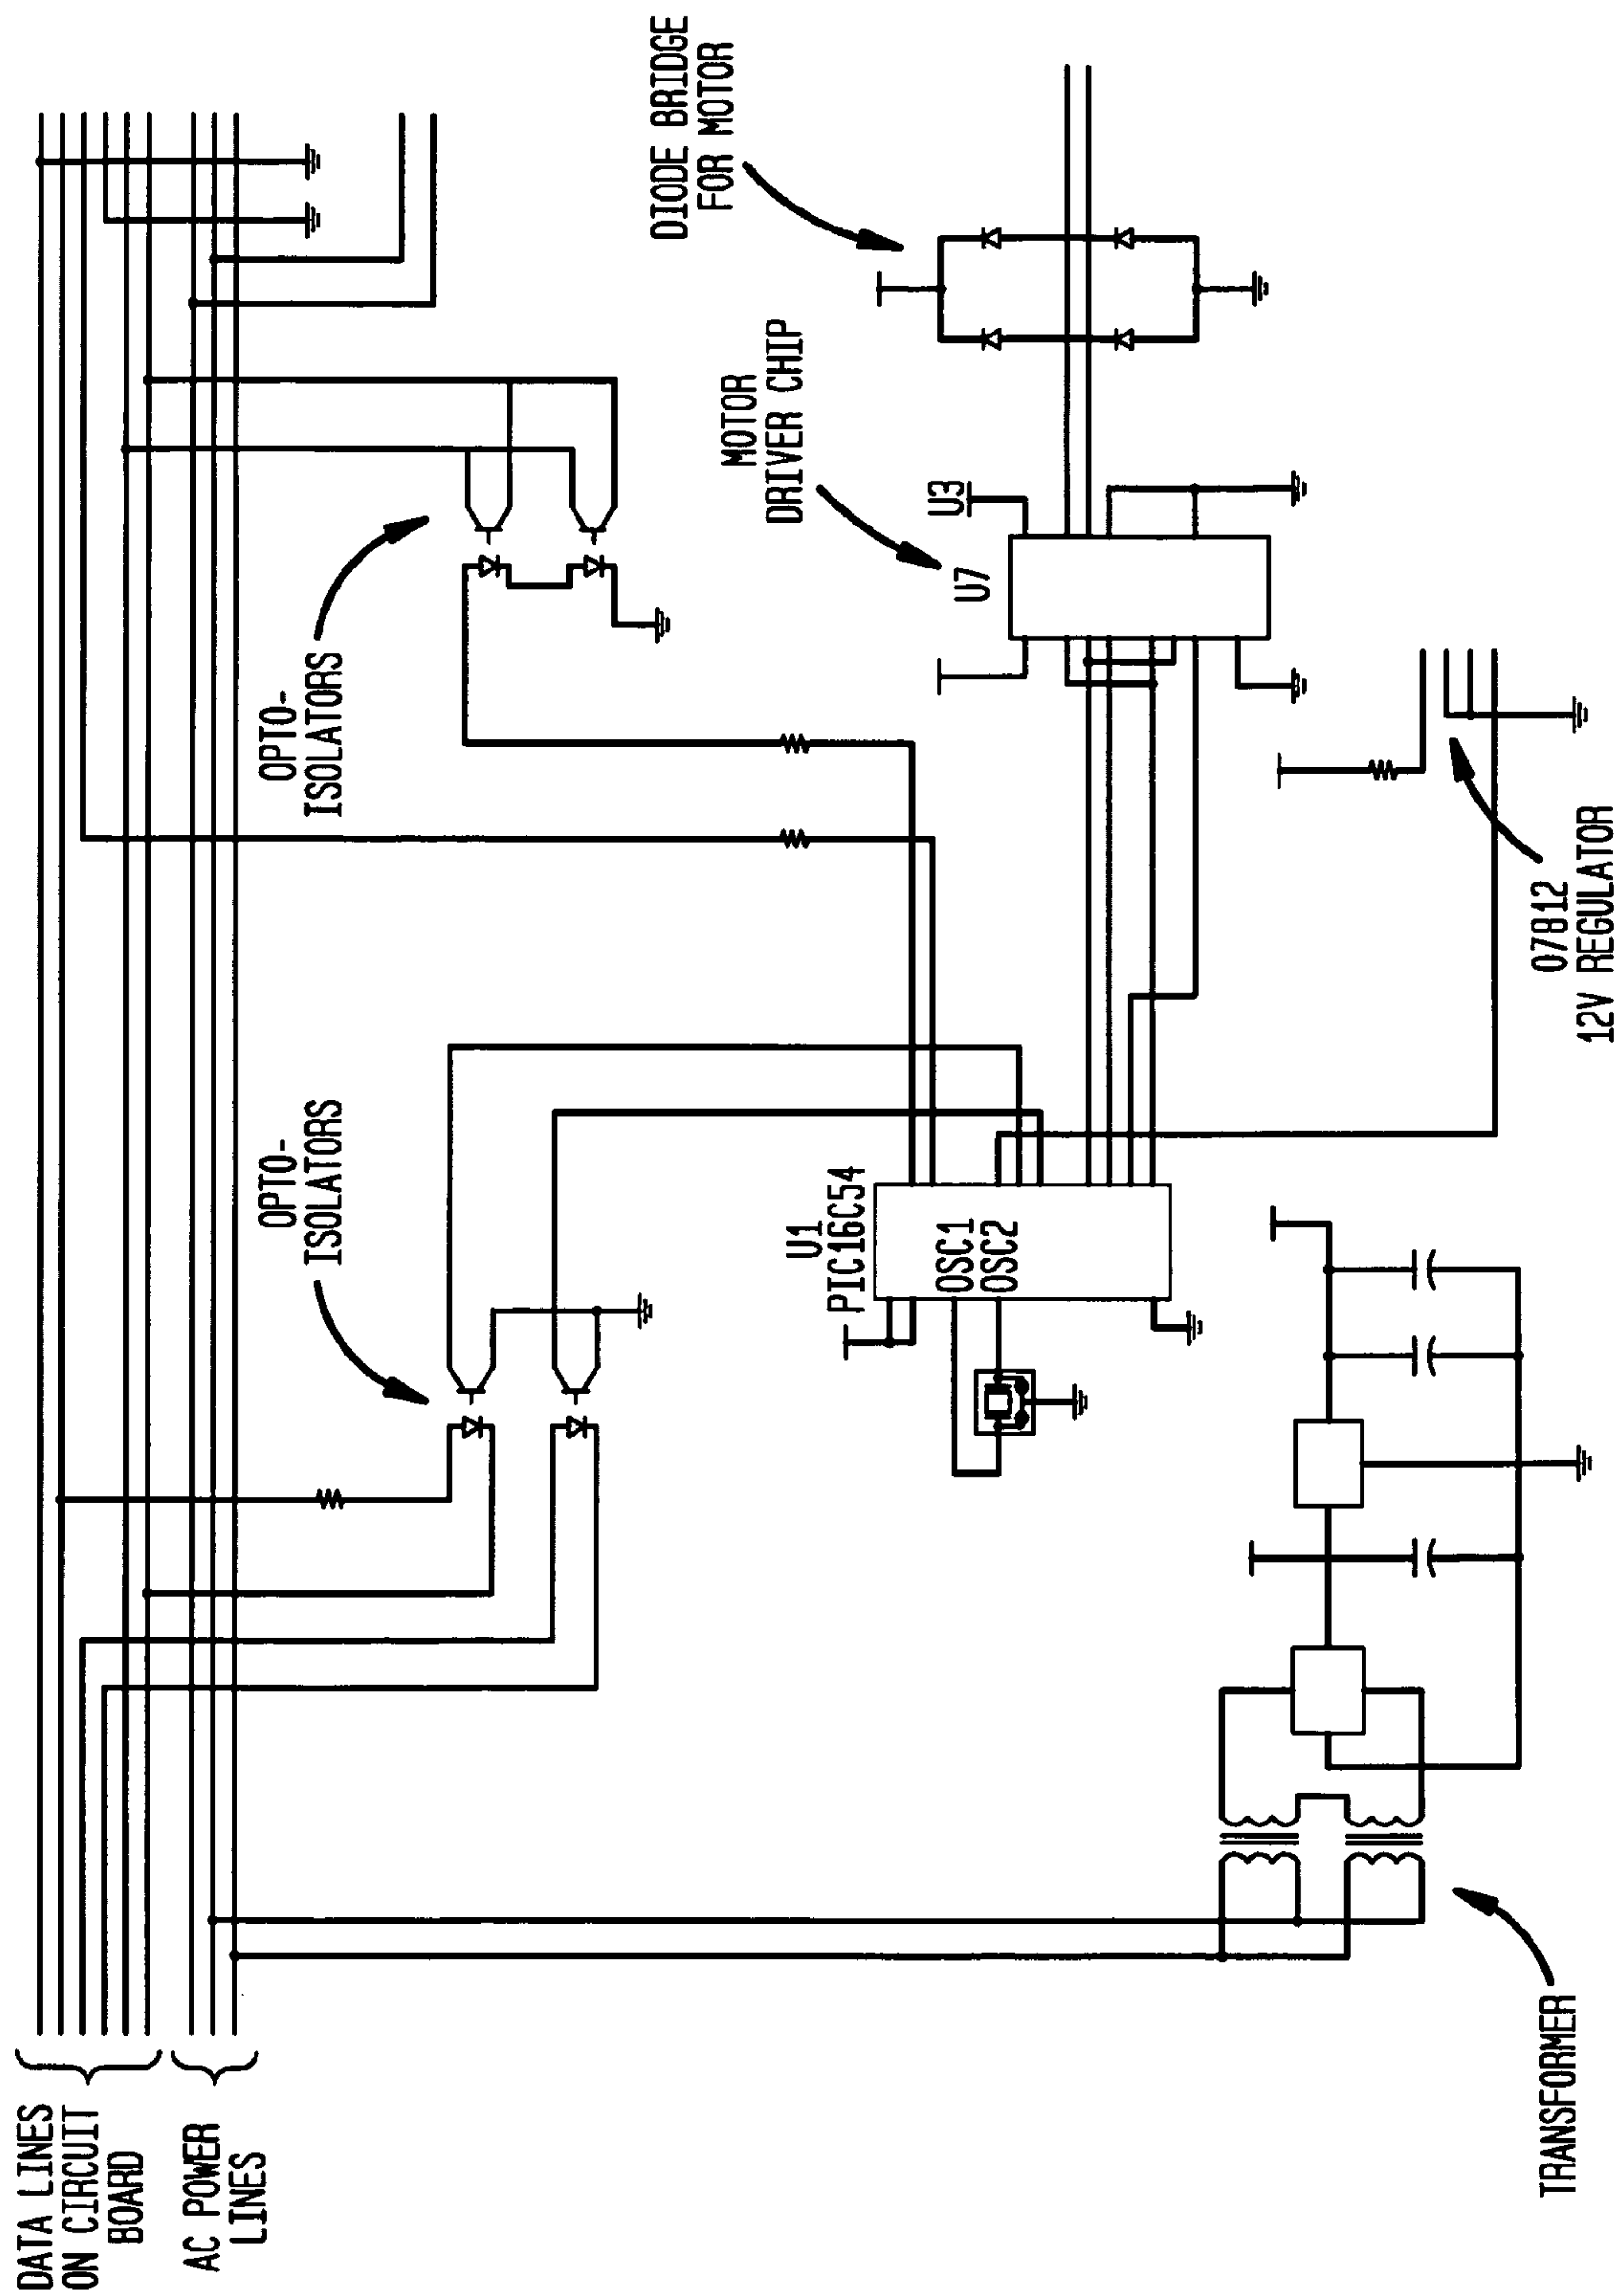 DATA LINES
ON CIRCUIT
BOARD
AC POWER
LINES
OPTO-
ISOLATORS
OPTO-
ISOLATORS
DIODE BRIDGE
FOR MOTOR
MOTOR
DRIVER CHIP
U3
U7
U1
PIC16C54
OSC1
OSC2
07812
12V REGULATOR
TRANSFORMER